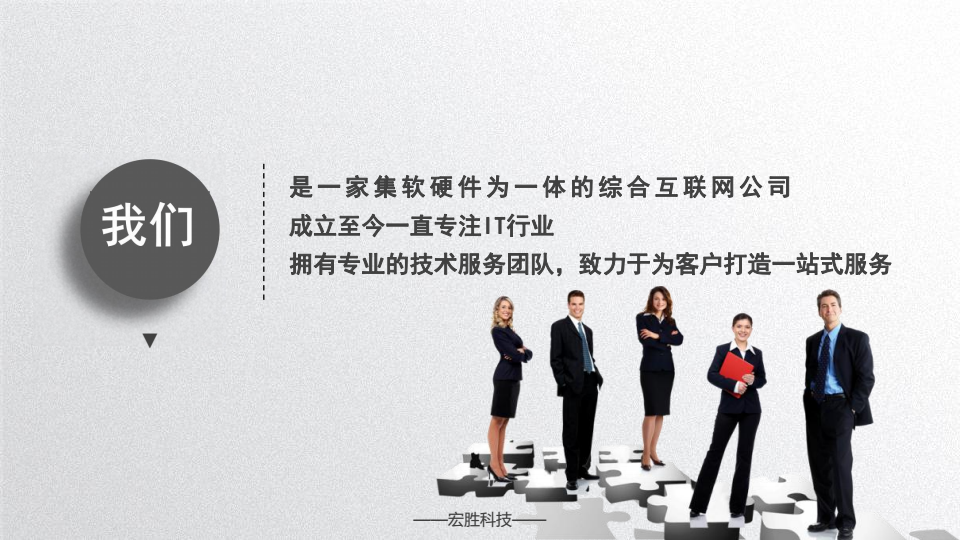 我们
是一家集软硬件为一体的综合互联网公司
成立至今一直专注IT行业
拥有专业的技术服务团队，致力于为客户打造一站式服务
——宏胜科技——